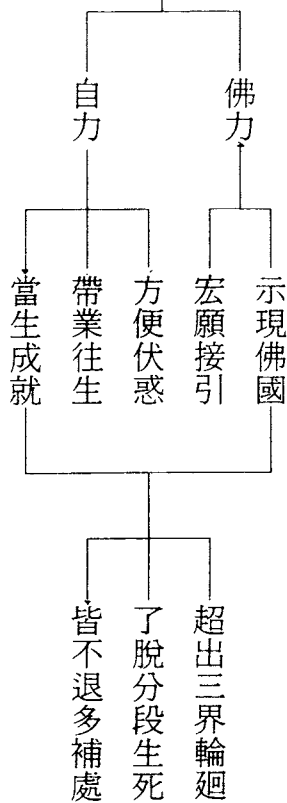 佛力
自力
示現佛國
宏願接引
方便伏惑
帶業往生
當生成就
超出三界輪廻
了脫分段生死
皆不退多補處